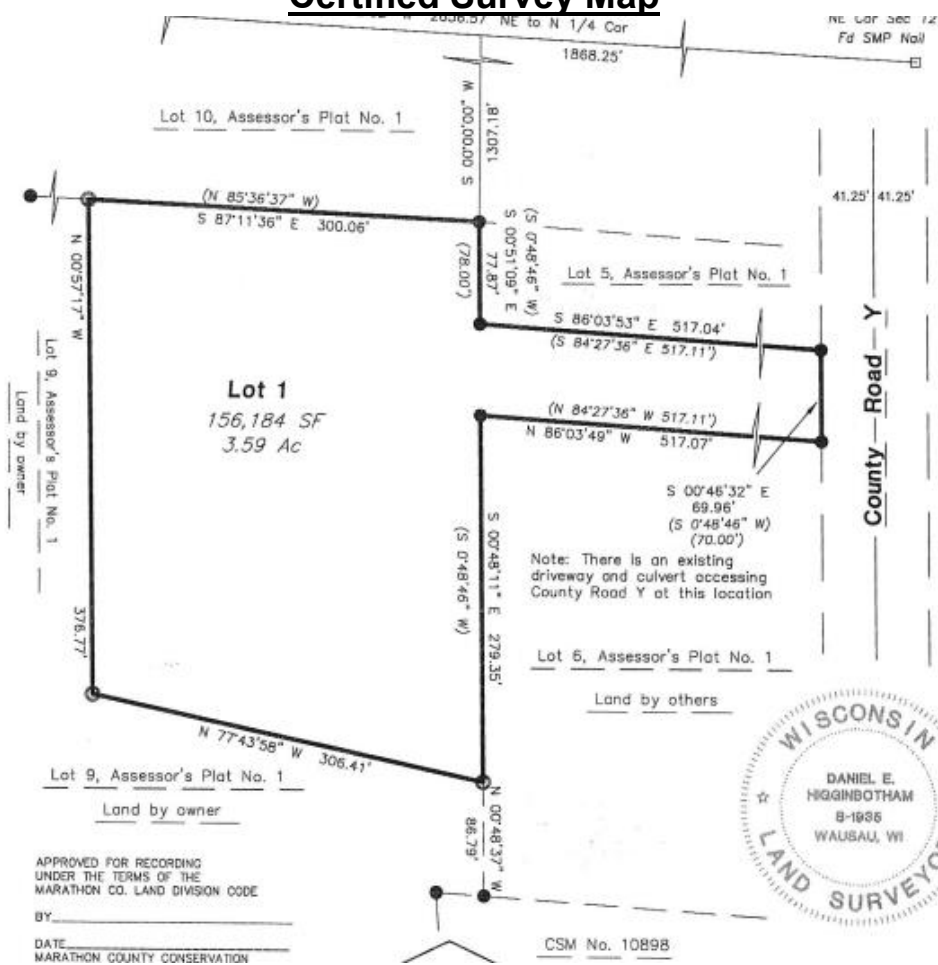 Certified Survey Map
W 2656.57' NE to N 1/4 Cor
1868.25'
NE Cor Sec 12
Fd SMP Nail
Lot 10, Assessor's Plat No. 1
S 00°00'00" W
1307.18'
41.25' 41.25'
(N 85°36'37" W)
S 87°11'36" E 300.06'
(S 0°48'46" W)
S 00°51'09" E
77.87'
(78.00')
Lot 5, Assessor's Plat No. 1
S 86°03'53" E 517.04'
(S 84°27'36" E 517.11')
N 00°57'17" W
376.77'
Lot 9, Assessor's Plat No. 1
Land by owner
Lot 1
156,184 SF
3.59 Ac
(N 84°27'36" W 517.11')
N 86°03'49" W 517.07'
County Road Y
S 00°46'32" E
69.96'
(S 0°48'46" W)
(70.00')
Note: There is an existing
driveway and culvert accessing
County Road Y at this location
S 00°48'11" E 279.35'
(S 0°48'46" W)
Lot 6, Assessor's Plat No. 1
Land by others
N 77°43'58" W 306.41'
Lot 9, Assessor's Plat No. 1
Land by owner
N 00°48'37" W
86.79'
WISCONSIN
DANIEL E.
HIGGINBOTHAM
WAUSAU, WI
LAND SURVEYO
APPROVED FOR RECORDING
UNDER THE TERMS OF THE
MARATHON CO. LAND DIVISION CODE
BY
DATE
MARATHON COUNTY CONSERVATION
CSM No. 10898